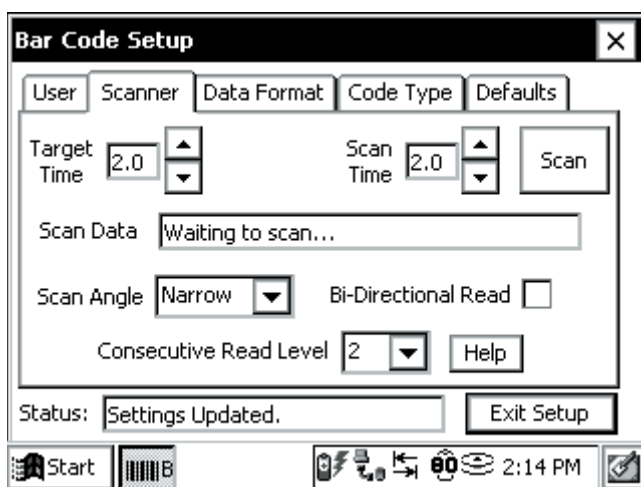 Bar Code Setup
User Scanner Data Format Code Type Defaults
Target Time 2.0 Scan Time 2.0 Scan
Scan Data Waiting to scan...
Scan Angle Narrow Bi-Directional Read
Consecutive Read Level 2 Help
Status: Settings Updated. Exit Setup
Start B 2:14 PM